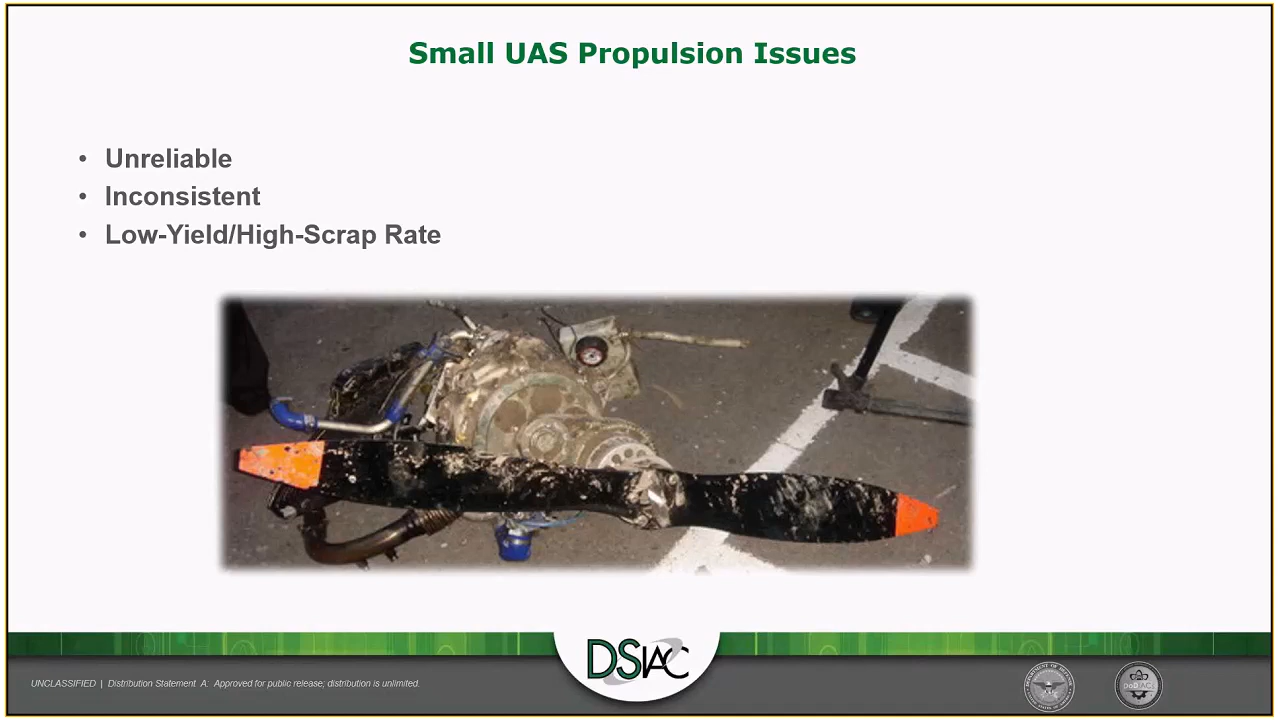 Small UAS Propulsion Issues
• Unreliable
• Inconsistent
• Low-Yield/High-Scrap Rate
DSIAC
UNCLASSIFIED | Distribution Statement A: Approved for public release; distribution is unlimited.